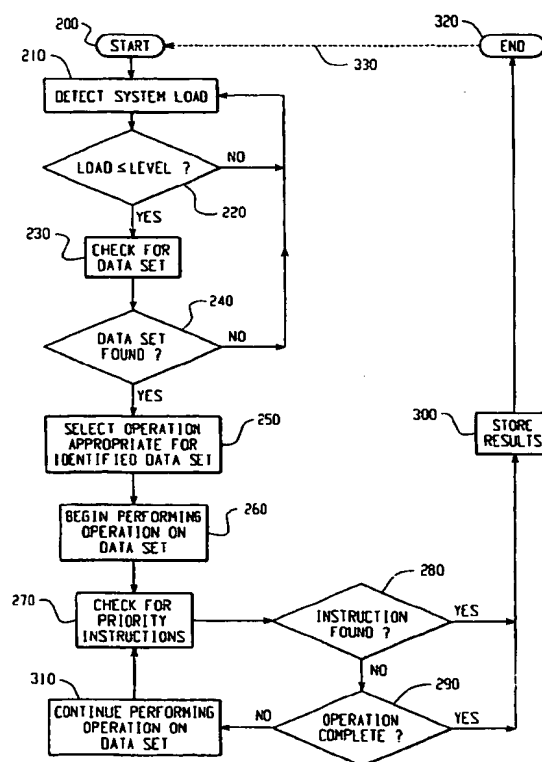 200
START
320
END
210
330
DETECT SYSTEM LOAD
LOAD ≤ LEVEL ?
NO
220
YES
230
CHECK FOR
DATA SET
240
DATA SET
FOUND ?
NO
YES
250
SELECT OPERATION
APPROPRIATE FOR
IDENTIFIED DATA SET
300
STORE
RESULTS
260
BEGIN PERFORMING
OPERATION ON
DATA SET
270
CHECK FOR
PRIORITY
INSTRUCTIONS
280
INSTRUCTION
FOUND ?
YES
NO
290
310
CONTINUE PERFORMING
OPERATION ON
DATA SET
NO
OPERATION
COMPLETE ?
YES